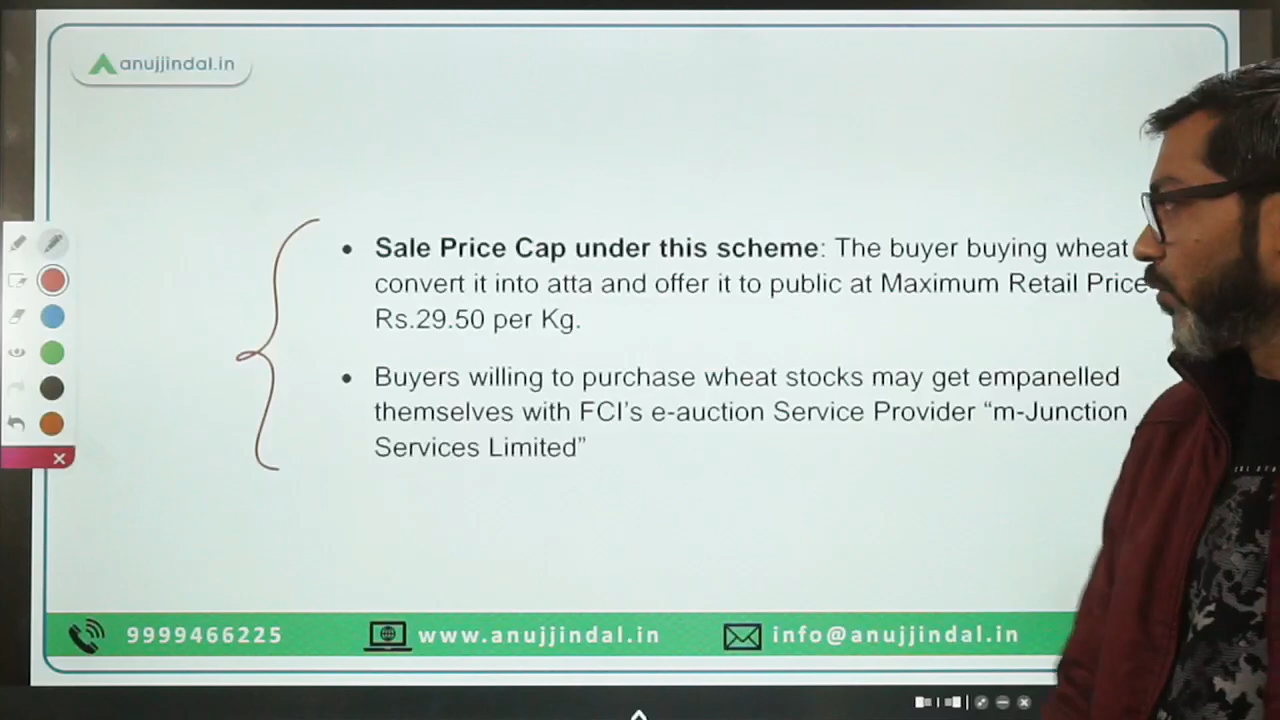 anujjindal.in
• Sale Price Cap under this scheme: The buyer buying wheat
convert it into atta and offer it to public at Maximum Retail Price
Rs.29.50 per Kg.
• Buyers willing to purchase wheat stocks may get empanelled
themselves with FCI's e-auction Service Provider “m-Junction
Services Limited”
9999466225 www.anujjindal.in info@anujjindal.in